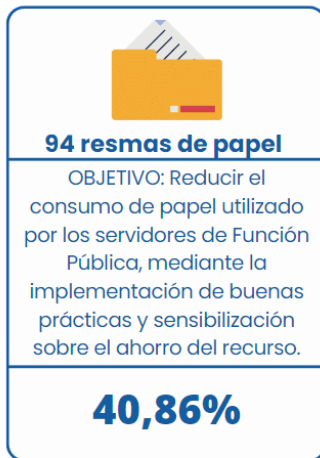 94 resmas de papel
OBJETIVO: Reducir el
consumo de papel utilizado
por los servidores de Función
Pública, mediante la
implementación de buenas
prácticas y sensibilización
sobre el ahorro del recurso.
40,86%